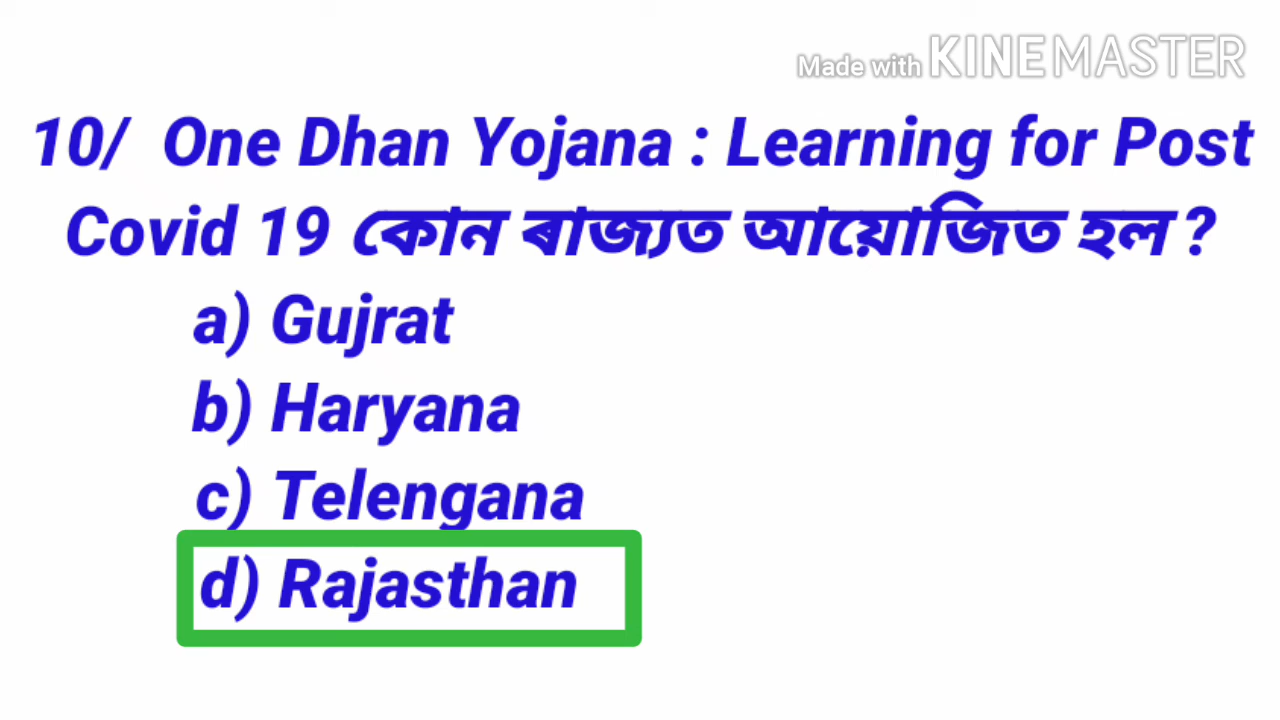 Made with KINEMASTER
10/ One Dhan Yojana : Learning for Post
Covid 19 কোন ৰাজ্যত আয়োজিত হল ?
a) Gujrat
b) Haryana
c) Telengana
d) Rajasthan